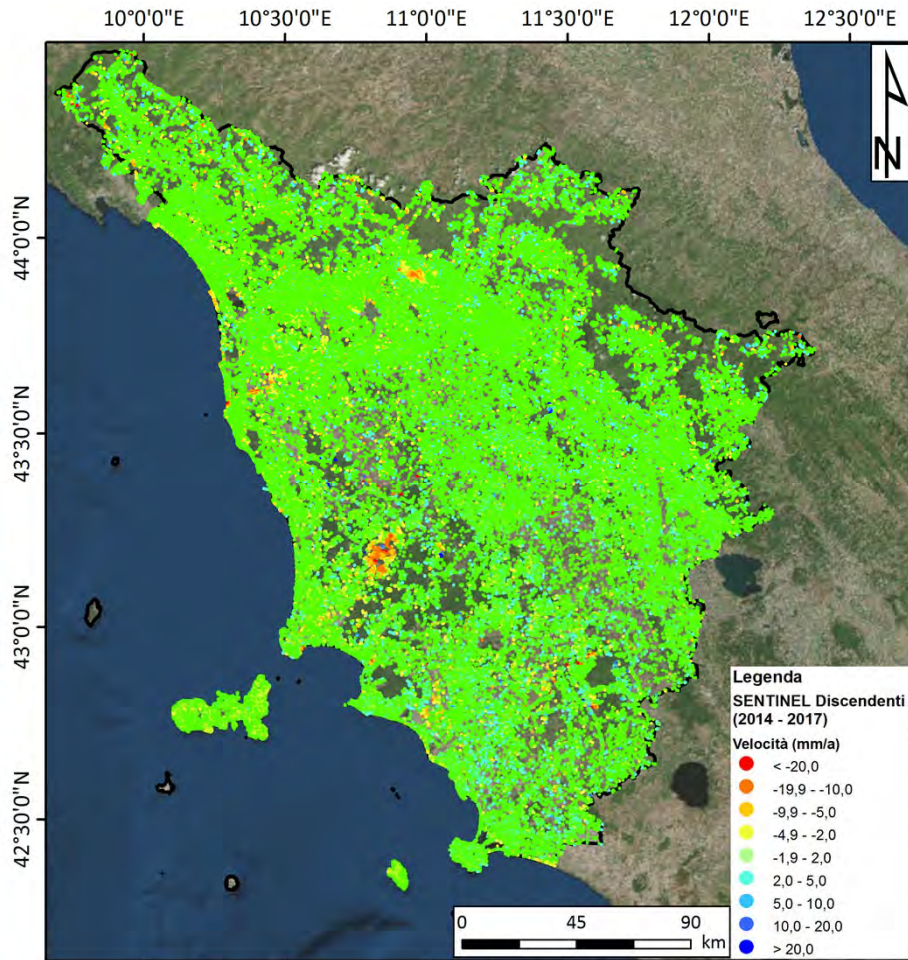 10°0'0"E 10°30'0"E 11°0'0"E 11°30'0"E 12°0'0"E 12°30'0"E
N
44°0'0"N
43°30'0"N
43°0'0"N
42°30'0"N
Legenda
SENTINEL Discendenti
(2014 - 2017)
Velocità (mm/a)
< -20,0
-19,9 - -10,0
-9,9 - -5,0
-4,9 - -2,0
-1,9 - 2,0
2,0 - 5,0
5,0 - 10,0
10,0 - 20,0
> 20,0
0 45 90
km